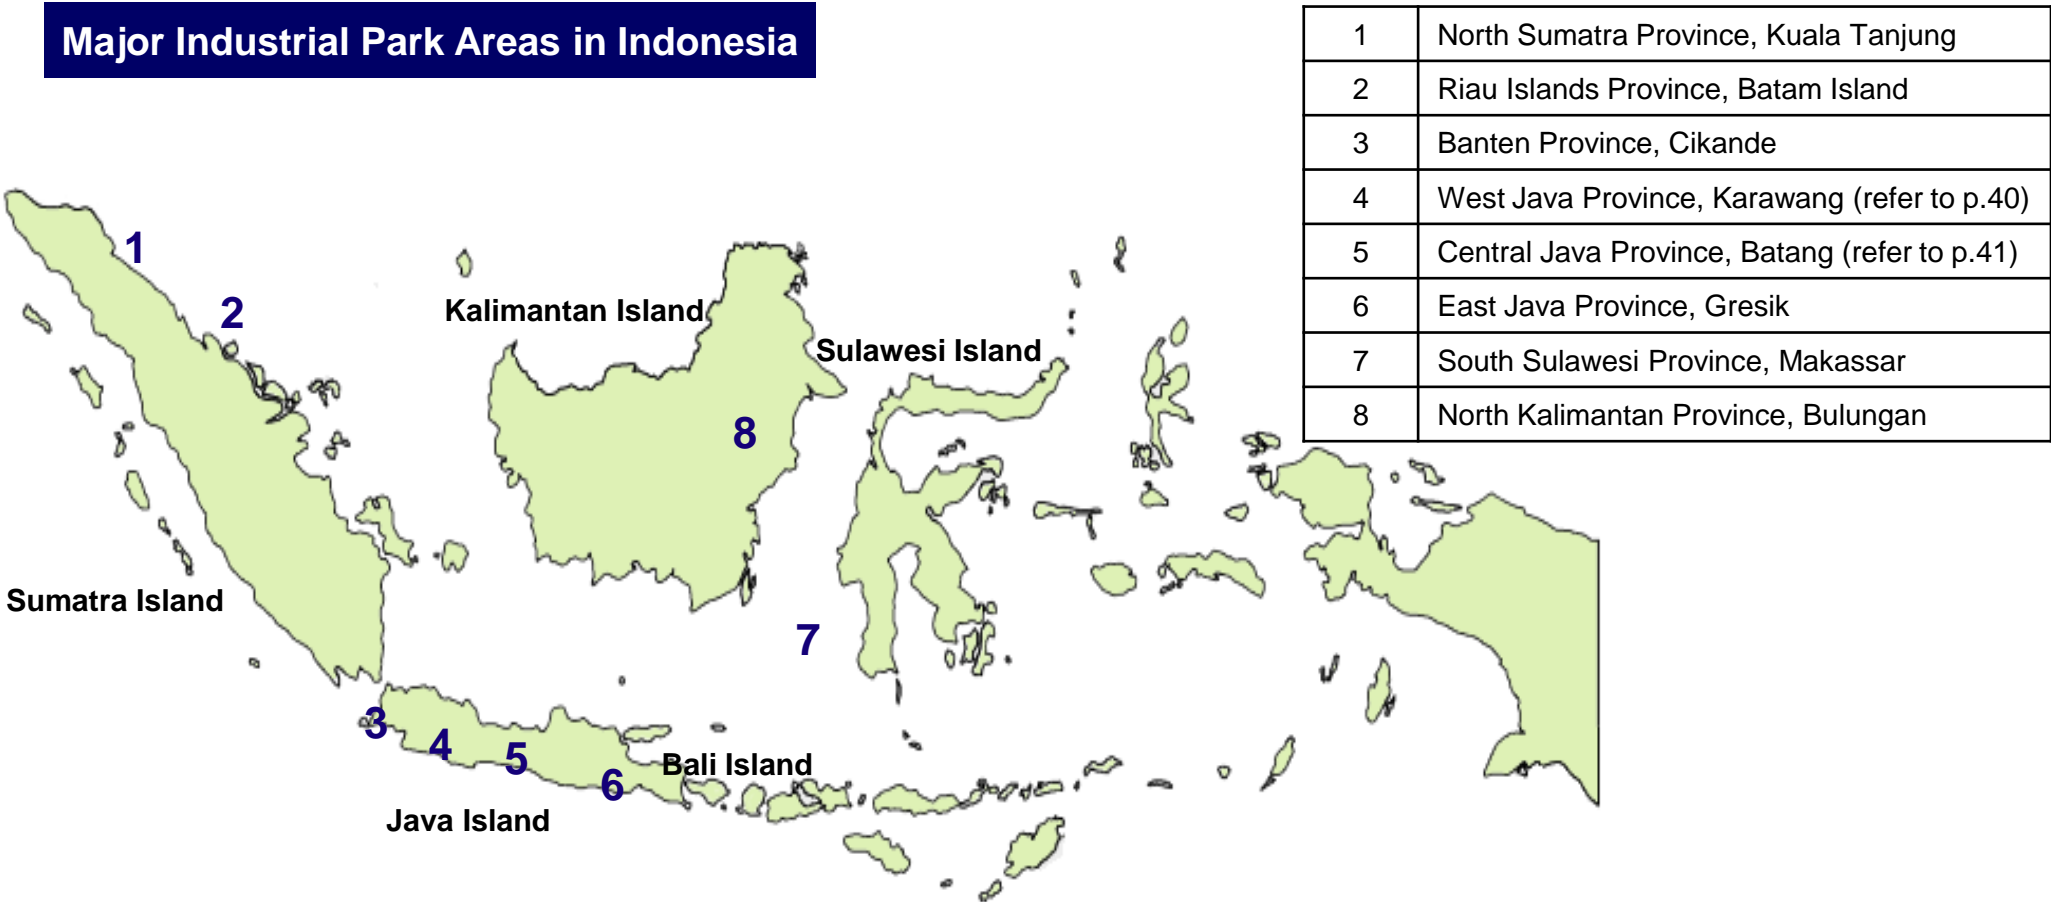 Major Industrial Park Areas in Indonesia
1 North Sumatra Province, Kuala Tanjung
2 Riau Islands Province, Batam Island
3 Banten Province, Cikande
4 West Java Province, Karawang (refer to p.40)
5 Central Java Province, Batang (refer to p.41)
6 East Java Province, Gresik
7 South Sulawesi Province, Makassar
8 North Kalimantan Province, Bulungan
1
2
Kalimantan Island
Sulawesi Island
8
Sumatra Island
7
3
4
5
6
Bali Island
Java Island